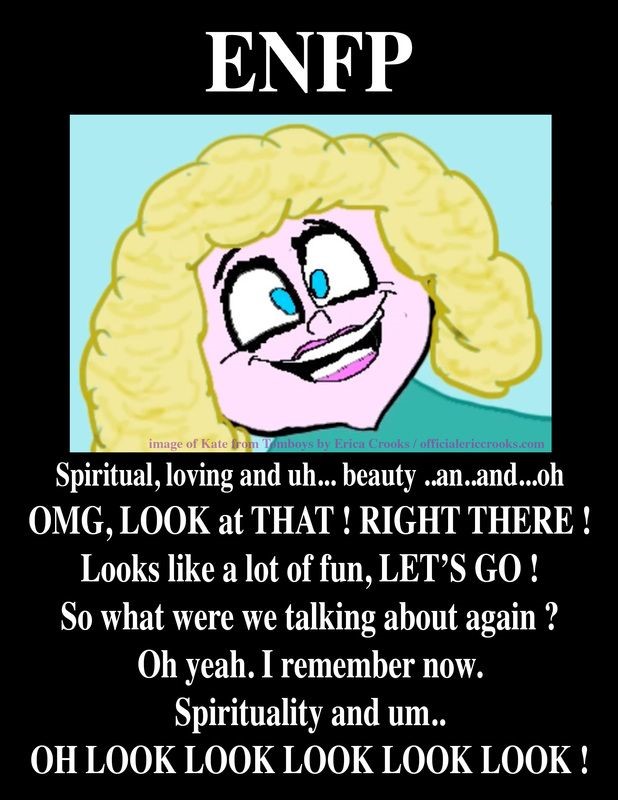 ENFP
image of Kate from Tomboys by Erica Crooks / officialericcrooks.com
Spiritual, loving and uh... beauty ..an..and...oh
OMG, LOOK at THAT ! RIGHT THERE !
Looks like a lot of fun, LET’S GO !
So what were we talking about again ?
Oh yeah. I remember now.
Spirituality and um..
OH LOOK LOOK LOOK LOOK LOOK !